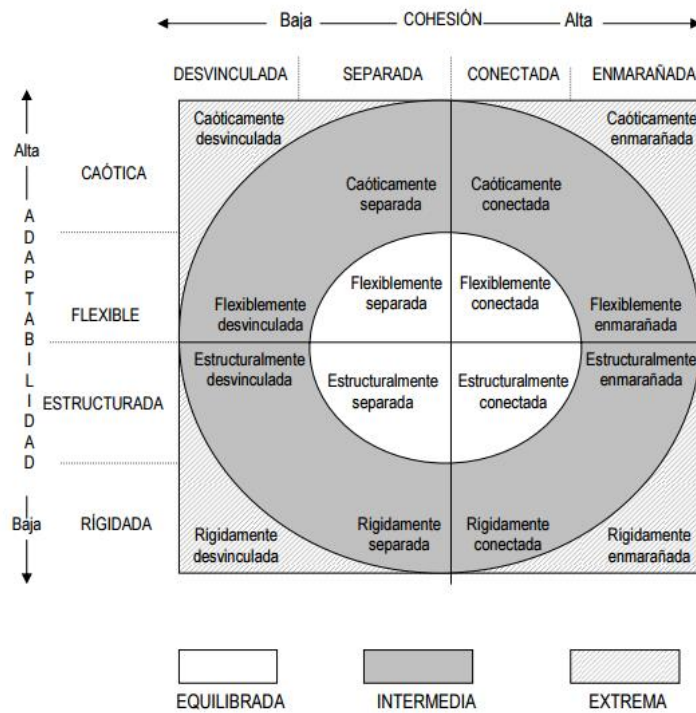 Baja COHESIÓN Alta
DESVINCULADA SEPARADA CONECTADA ENMARAÑADA
Alta
ADAPTABILIDAD
Baja
CAÓTICA
Caóticamente
desvinculada
Caóticamente
separada
Caóticamente
conectada
Caóticamente
enmarañada
FLEXIBLE
Flexiblemente
desvinculada
Flexiblemente
separada
Flexiblemente
conectada
Flexiblemente
enmarañada
ESTRUCTURADA
Estructuralmente
desvinculada
Estructuralmente
separada
Estructuralmente
conectada
Estructuralmente
enmarañada
RÍGIDADA
Rígidamente
desvinculada
Rígidamente
separada
Rígidamente
conectada
Rígidamente
enmarañada
EQUILIBRADA INTERMEDIA EXTREMA